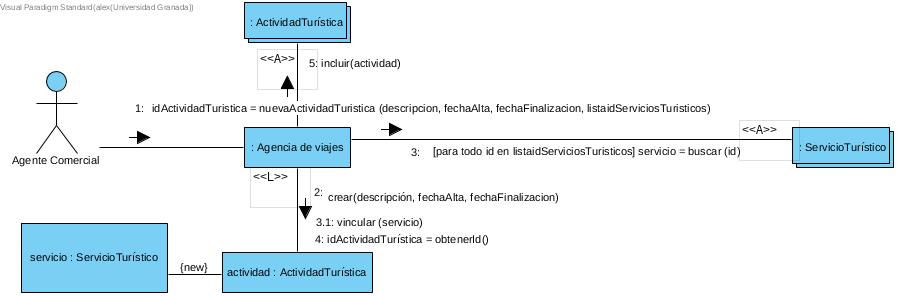 Visual Paradigm Standard(alex(Universidad Granada))
: ActividadTurística
<<A>>
5: incluir(actividad)
1: idActividadTuristica = nuevaActividadTuristica (descripcion, fechaAlta, fechaFinalizacion, listaidServiciosTuristicos)
<<A>>
: Agencia de viajes
: ServicioTurístico
Agente Comercial
3: [para todo id en listaidServiciosTuristicos] servicio = buscar (id)
<<L>>
2: crear(descripción, fechaAlta, fechaFinalizacion)
3.1: vincular (servicio)
4: idActividadTurística = obtenerId()
servicio : ServicioTurístico
{new}
actividad : ActividadTurística